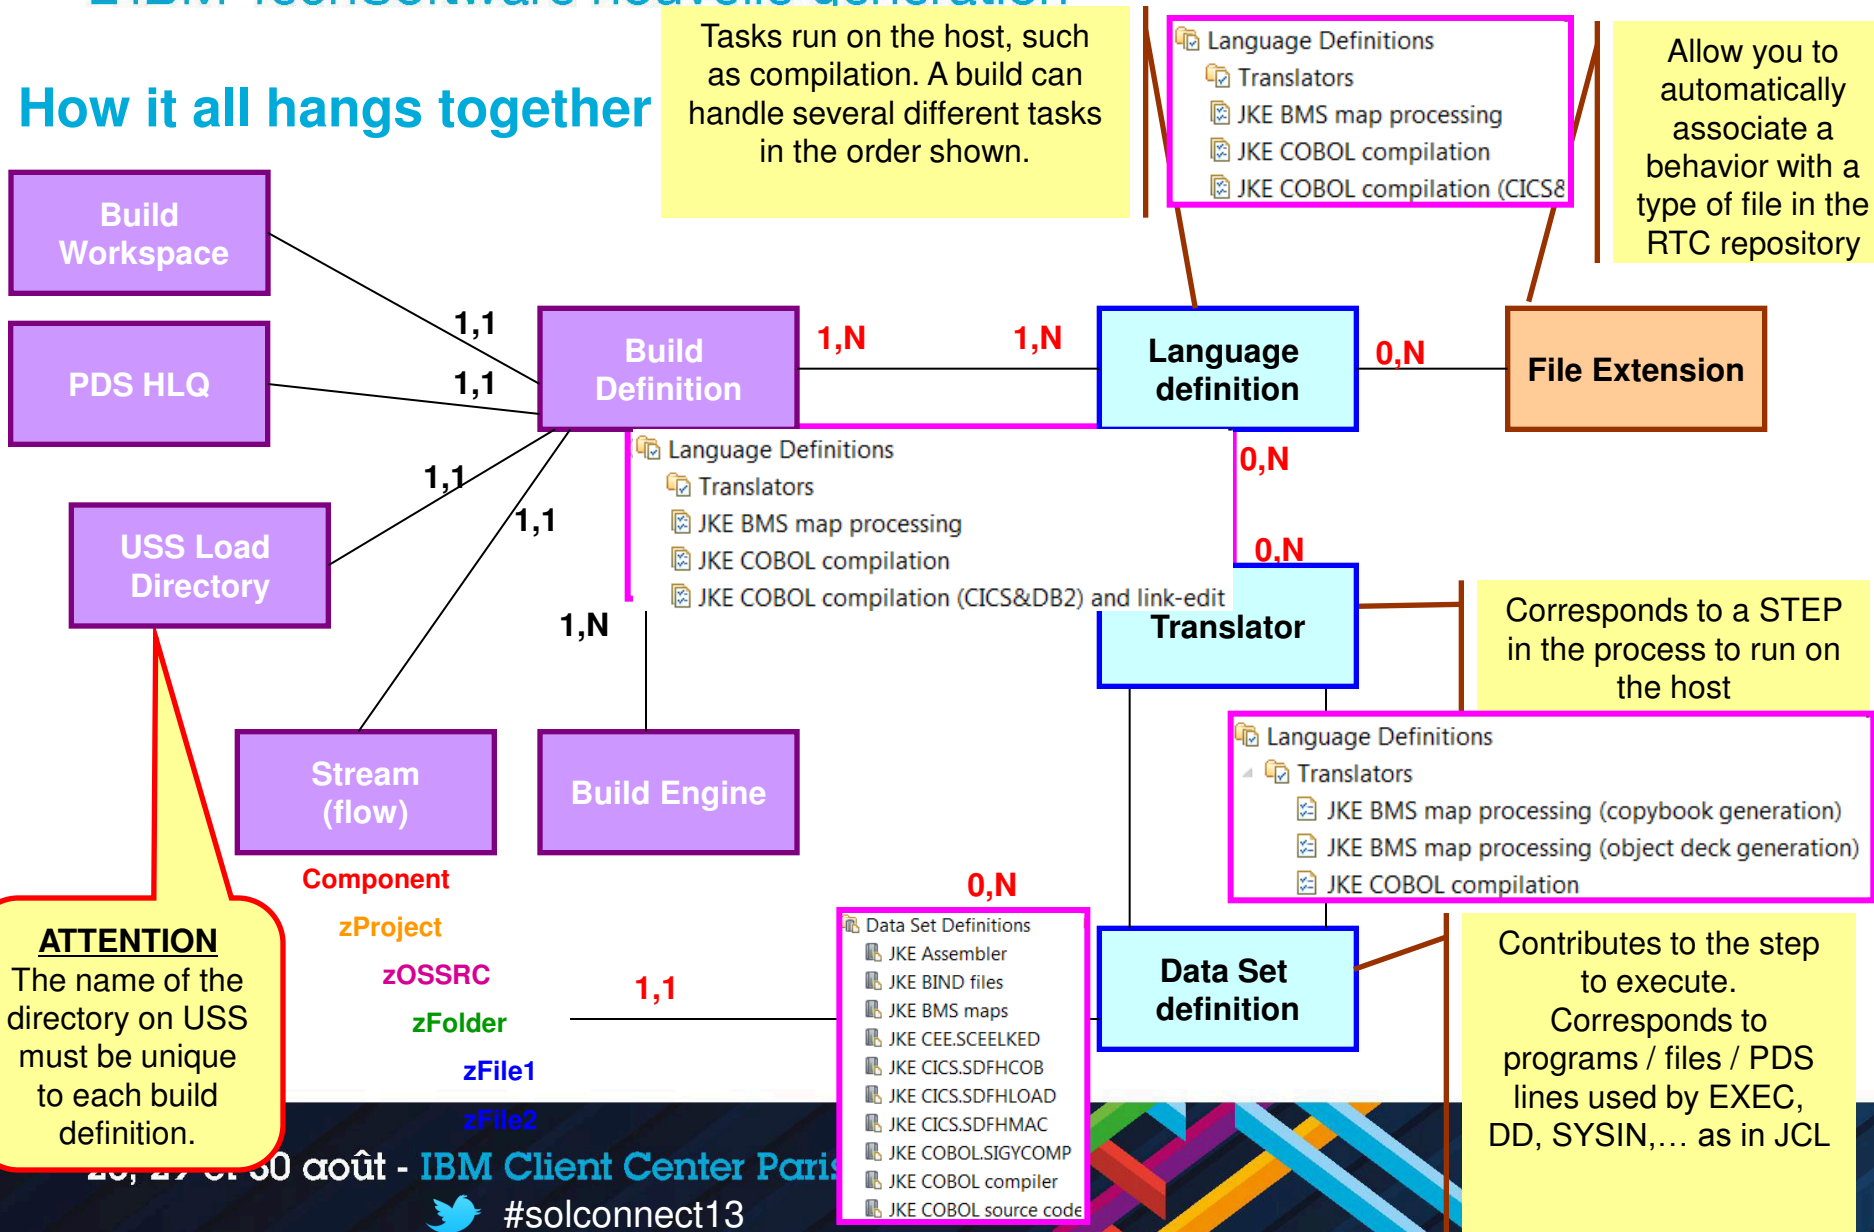 How it all hangs together
Tasks run on the host, such
as compilation. A build can
handle several different tasks
in the order shown.
Language Definitions
Translators
JKE BMS map processing
JKE COBOL compilation
JKE COBOL compilation (CICS&
Allow you to
automatically
associate a
behavior with a
type of file in the
RTC repository
Build
Workspace
1,1
PDS HLQ
1,1
Build
Definition
1,N
1,N
Language
definition
0,N
File Extension
USS Load
Directory
1,1
1,1
Language Definitions
Translators
JKE BMS map processing
JKE COBOL compilation
JKE COBOL compilation (CICS&DB2) and link-edit
0,N
0,N
Translator
1,N
Corresponds to a STEP
in the process to run on
the host
Stream
(flow)
Build Engine
Language Definitions
Translators
JKE BMS map processing (copybook generation)
JKE BMS map processing (object deck generation)
JKE COBOL compilation
Component
zProject
zOSSRC
zFolder
zFile1
zFile2
1,1
0,N
Data Set Definitions
JKE Assembler
JKE BIND files
JKE BMS maps
JKE CEE.SCEELKED
JKE CICS.SDFHCOB
JKE CICS.SDFHLOAD
JKE CICS.SDFHMAC
JKE COBOL.SIGYCOMP
JKE COBOL compiler
JKE COBOL source code
Data Set
definition
Contributes to the step
to execute.
Corresponds to
programs / files / PDS
lines used by EXEC,
DD, SYSIN,… as in JCL
ATTENTION
The name of the
directory on USS
must be unique
to each build
definition.
août - IBM Client Center Paris
#solconnect13